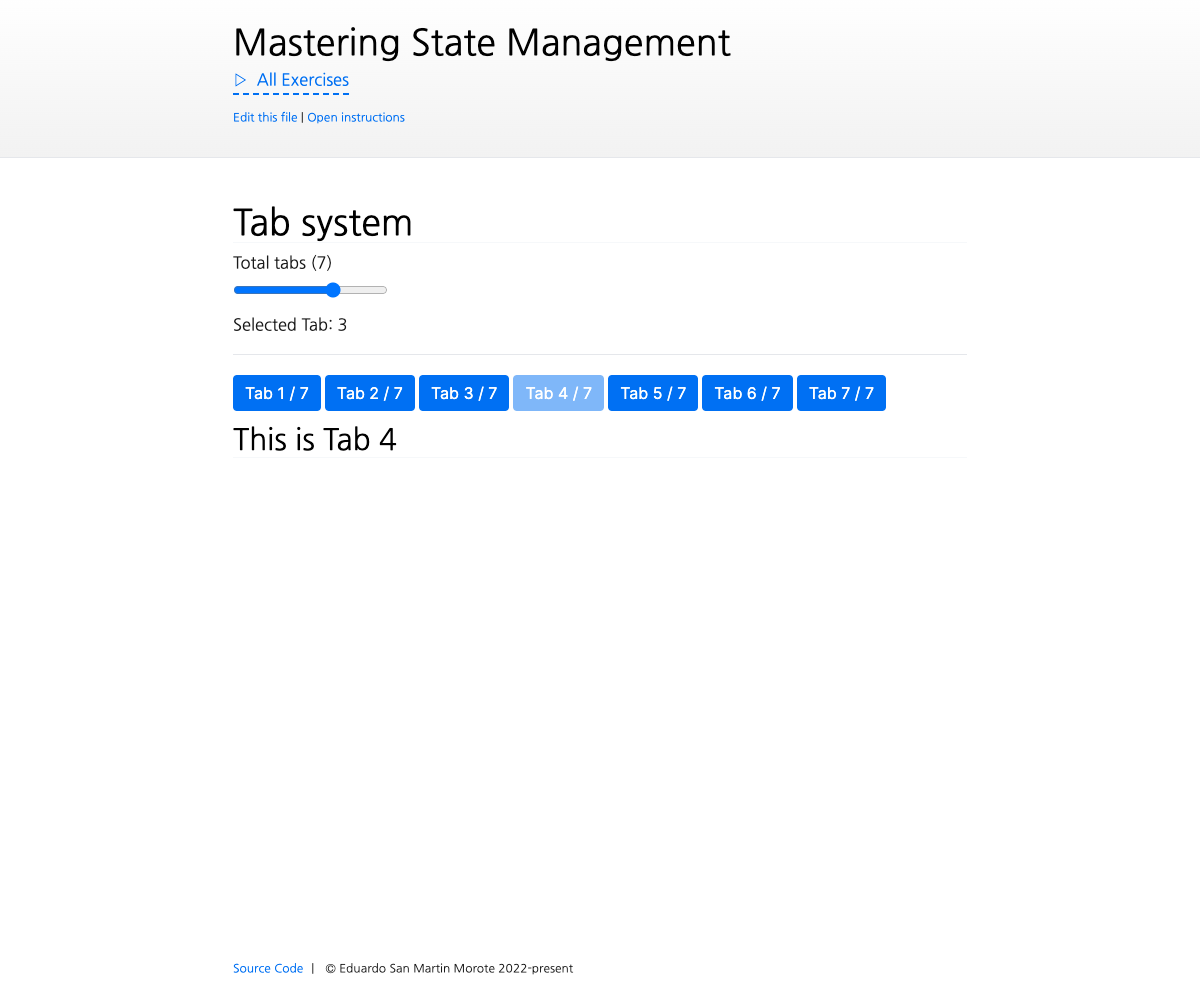 Mastering State Management
▷ All Exercises
Edit this file | Open instructions
Tab system
Total tabs (7)
Selected Tab: 3
Tab 1 / 7 Tab 2 / 7 Tab 3 / 7 Tab 4 / 7 Tab 5 / 7 Tab 6 / 7 Tab 7 / 7
This is Tab 4
Source Code | © Eduardo San Martin Morote 2022-present